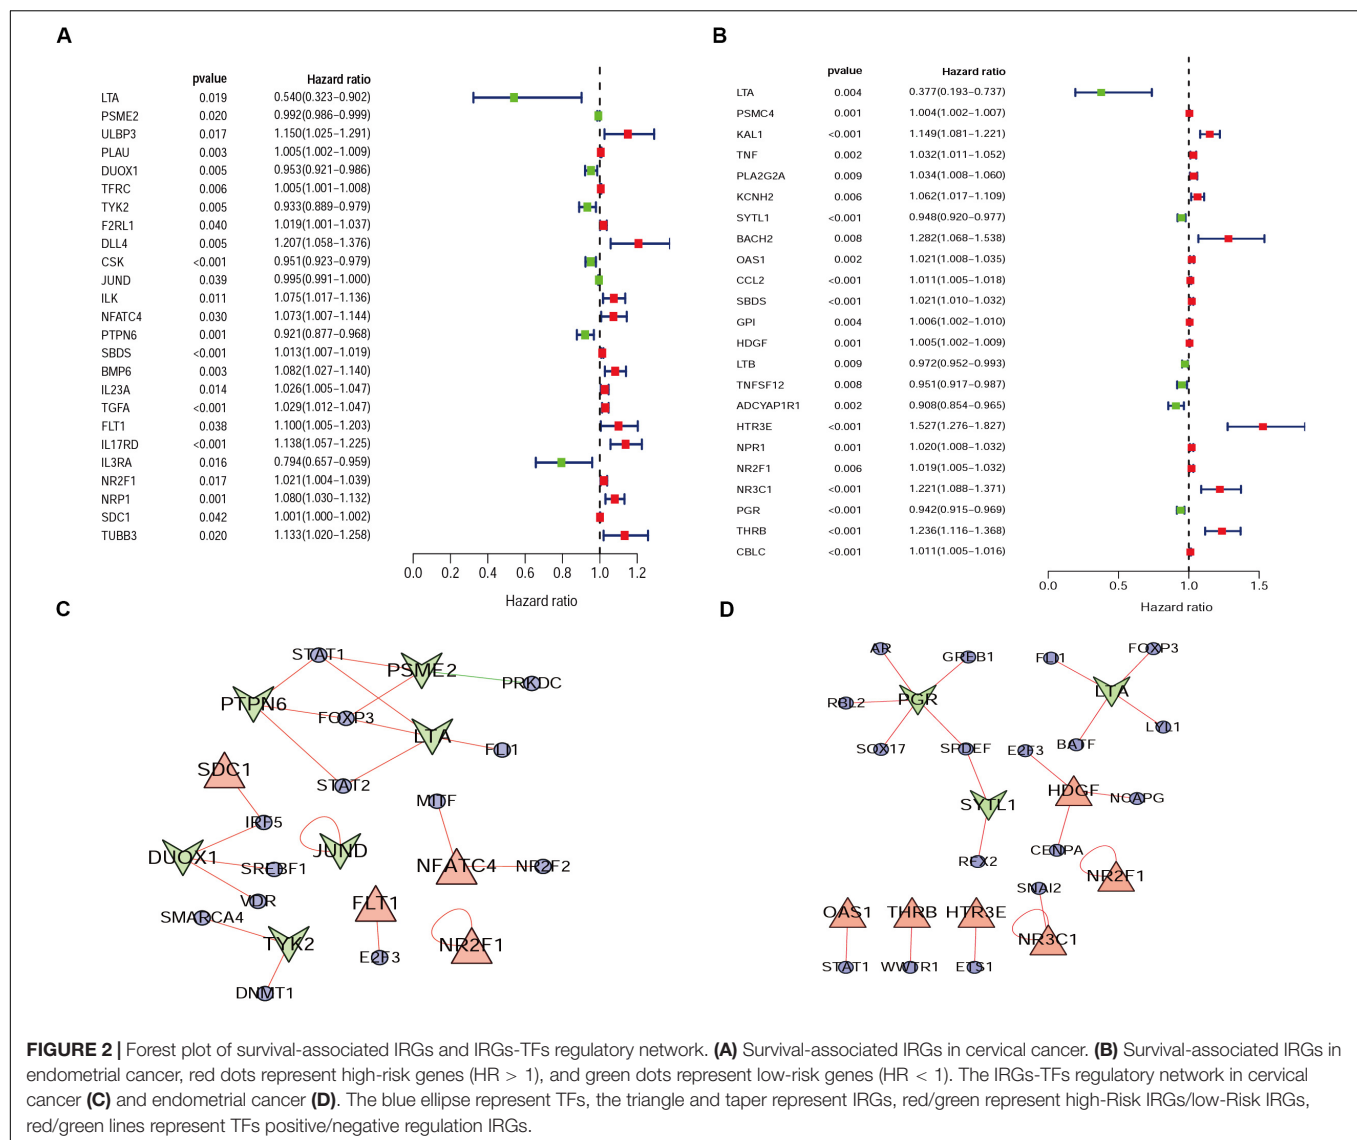 A
pvalue Hazard ratio
LTA 0.019 0.540(0.323–0.902)
PSME2 0.020 0.992(0.986–0.999)
ULBP3 0.017 1.150(1.025–1.291)
PLAU 0.003 1.005(1.002–1.009)
DUOX1 0.005 0.953(0.921–0.986)
TFRC 0.006 1.005(1.001–1.008)
TYK2 0.005 0.933(0.889–0.979)
F2RL1 0.040 1.019(1.001–1.037)
DLL4 0.005 1.207(1.058–1.376)
CSK <0.001 0.951(0.923–0.979)
JUND 0.039 0.995(0.991–1.000)
ILK 0.011 1.075(1.017–1.136)
NFATC4 0.030 1.073(1.007–1.144)
PTPN6 0.001 0.921(0.877–0.968)
SBDS <0.001 1.013(1.007–1.019)
BMP6 0.003 1.082(1.027–1.140)
IL23A 0.014 1.026(1.005–1.047)
TGFA <0.001 1.029(1.012–1.047)
FLT1 0.038 1.100(1.005–1.203)
IL17RD <0.001 1.138(1.057–1.225)
IL3RA 0.016 0.794(0.657–0.959)
NR2F1 0.017 1.021(1.004–1.039)
NRP1 0.001 1.080(1.030–1.132)
SDC1 0.042 1.001(1.000–1.002)
TUBB3 0.020 1.133(1.020–1.258)
0.0 0.2 0.4 0.6 0.8 1.0 1.2
Hazard ratio
B
pvalue Hazard ratio
LTA 0.004 0.377(0.193–0.737)
PSMC4 0.001 1.004(1.002–1.007)
KAL1 <0.001 1.149(1.081–1.221)
TNF 0.002 1.032(1.011–1.052)
PLA2G2A 0.009 1.034(1.008–1.060)
KCNH2 0.006 1.062(1.017–1.109)
SYTL1 <0.001 0.948(0.920–0.977)
BACH2 0.008 1.282(1.068–1.538)
OAS1 0.002 1.021(1.008–1.035)
CCL2 <0.001 1.011(1.005–1.018)
SBDS <0.001 1.021(1.010–1.032)
GPI 0.004 1.006(1.002–1.010)
HDGF 0.001 1.005(1.002–1.009)
LTB 0.009 0.972(0.952–0.993)
TNFSF12 0.008 0.951(0.917–0.987)
ADCYAP1R1 0.002 0.908(0.854–0.965)
HTR3E <0.001 1.527(1.276–1.827)
NPR1 0.001 1.020(1.008–1.032)
NR2F1 0.006 1.019(1.005–1.032)
NR3C1 <0.001 1.221(1.088–1.371)
PGR <0.001 0.942(0.915–0.969)
THRB <0.001 1.236(1.116–1.368)
CBLC <0.001 1.011(1.005–1.016)
0.0 0.5 1.0 1.5
Hazard ratio
C
STAT1
PSME2
PRKDC
PTPN6
FOXP3
LTA
FLI1
SDC1
STAT2
MITF
IRF5
DUOX1
JUND
SREBF1
NFATC4
NR2F2
VDR
SMARCA4
FLT1
TYK2
NR2F1
E2F3
DNMT1
D
AR
GREB1
FLI1
FOXP3
RBL2
PGR
LTA
LYL1
SOX17
SPDEF
E2F3
BATF
SYTL1
HDGF
NCAPG
RFX2
CENPA
NR2F1
SNAI2
OAS1
THRB
HTR3E
NR3C1
STAT1
WWTR1
ETS1
FIGURE 2 | Forest plot of survival-associated IRGs and IRGs-TFs regulatory network. (A) Survival-associated IRGs in cervical cancer. (B) Survival-associated IRGs in
endometrial cancer, red dots represent high-risk genes (HR > 1), and green dots represent low-risk genes (HR < 1). The IRGs-TFs regulatory network in cervical
cancer (C) and endometrial cancer (D). The blue ellipse represent TFs, the triangle and taper represent IRGs, red/green represent high-Risk IRGs/low-Risk IRGs,
red/green lines represent TFs positive/negative regulation IRGs.